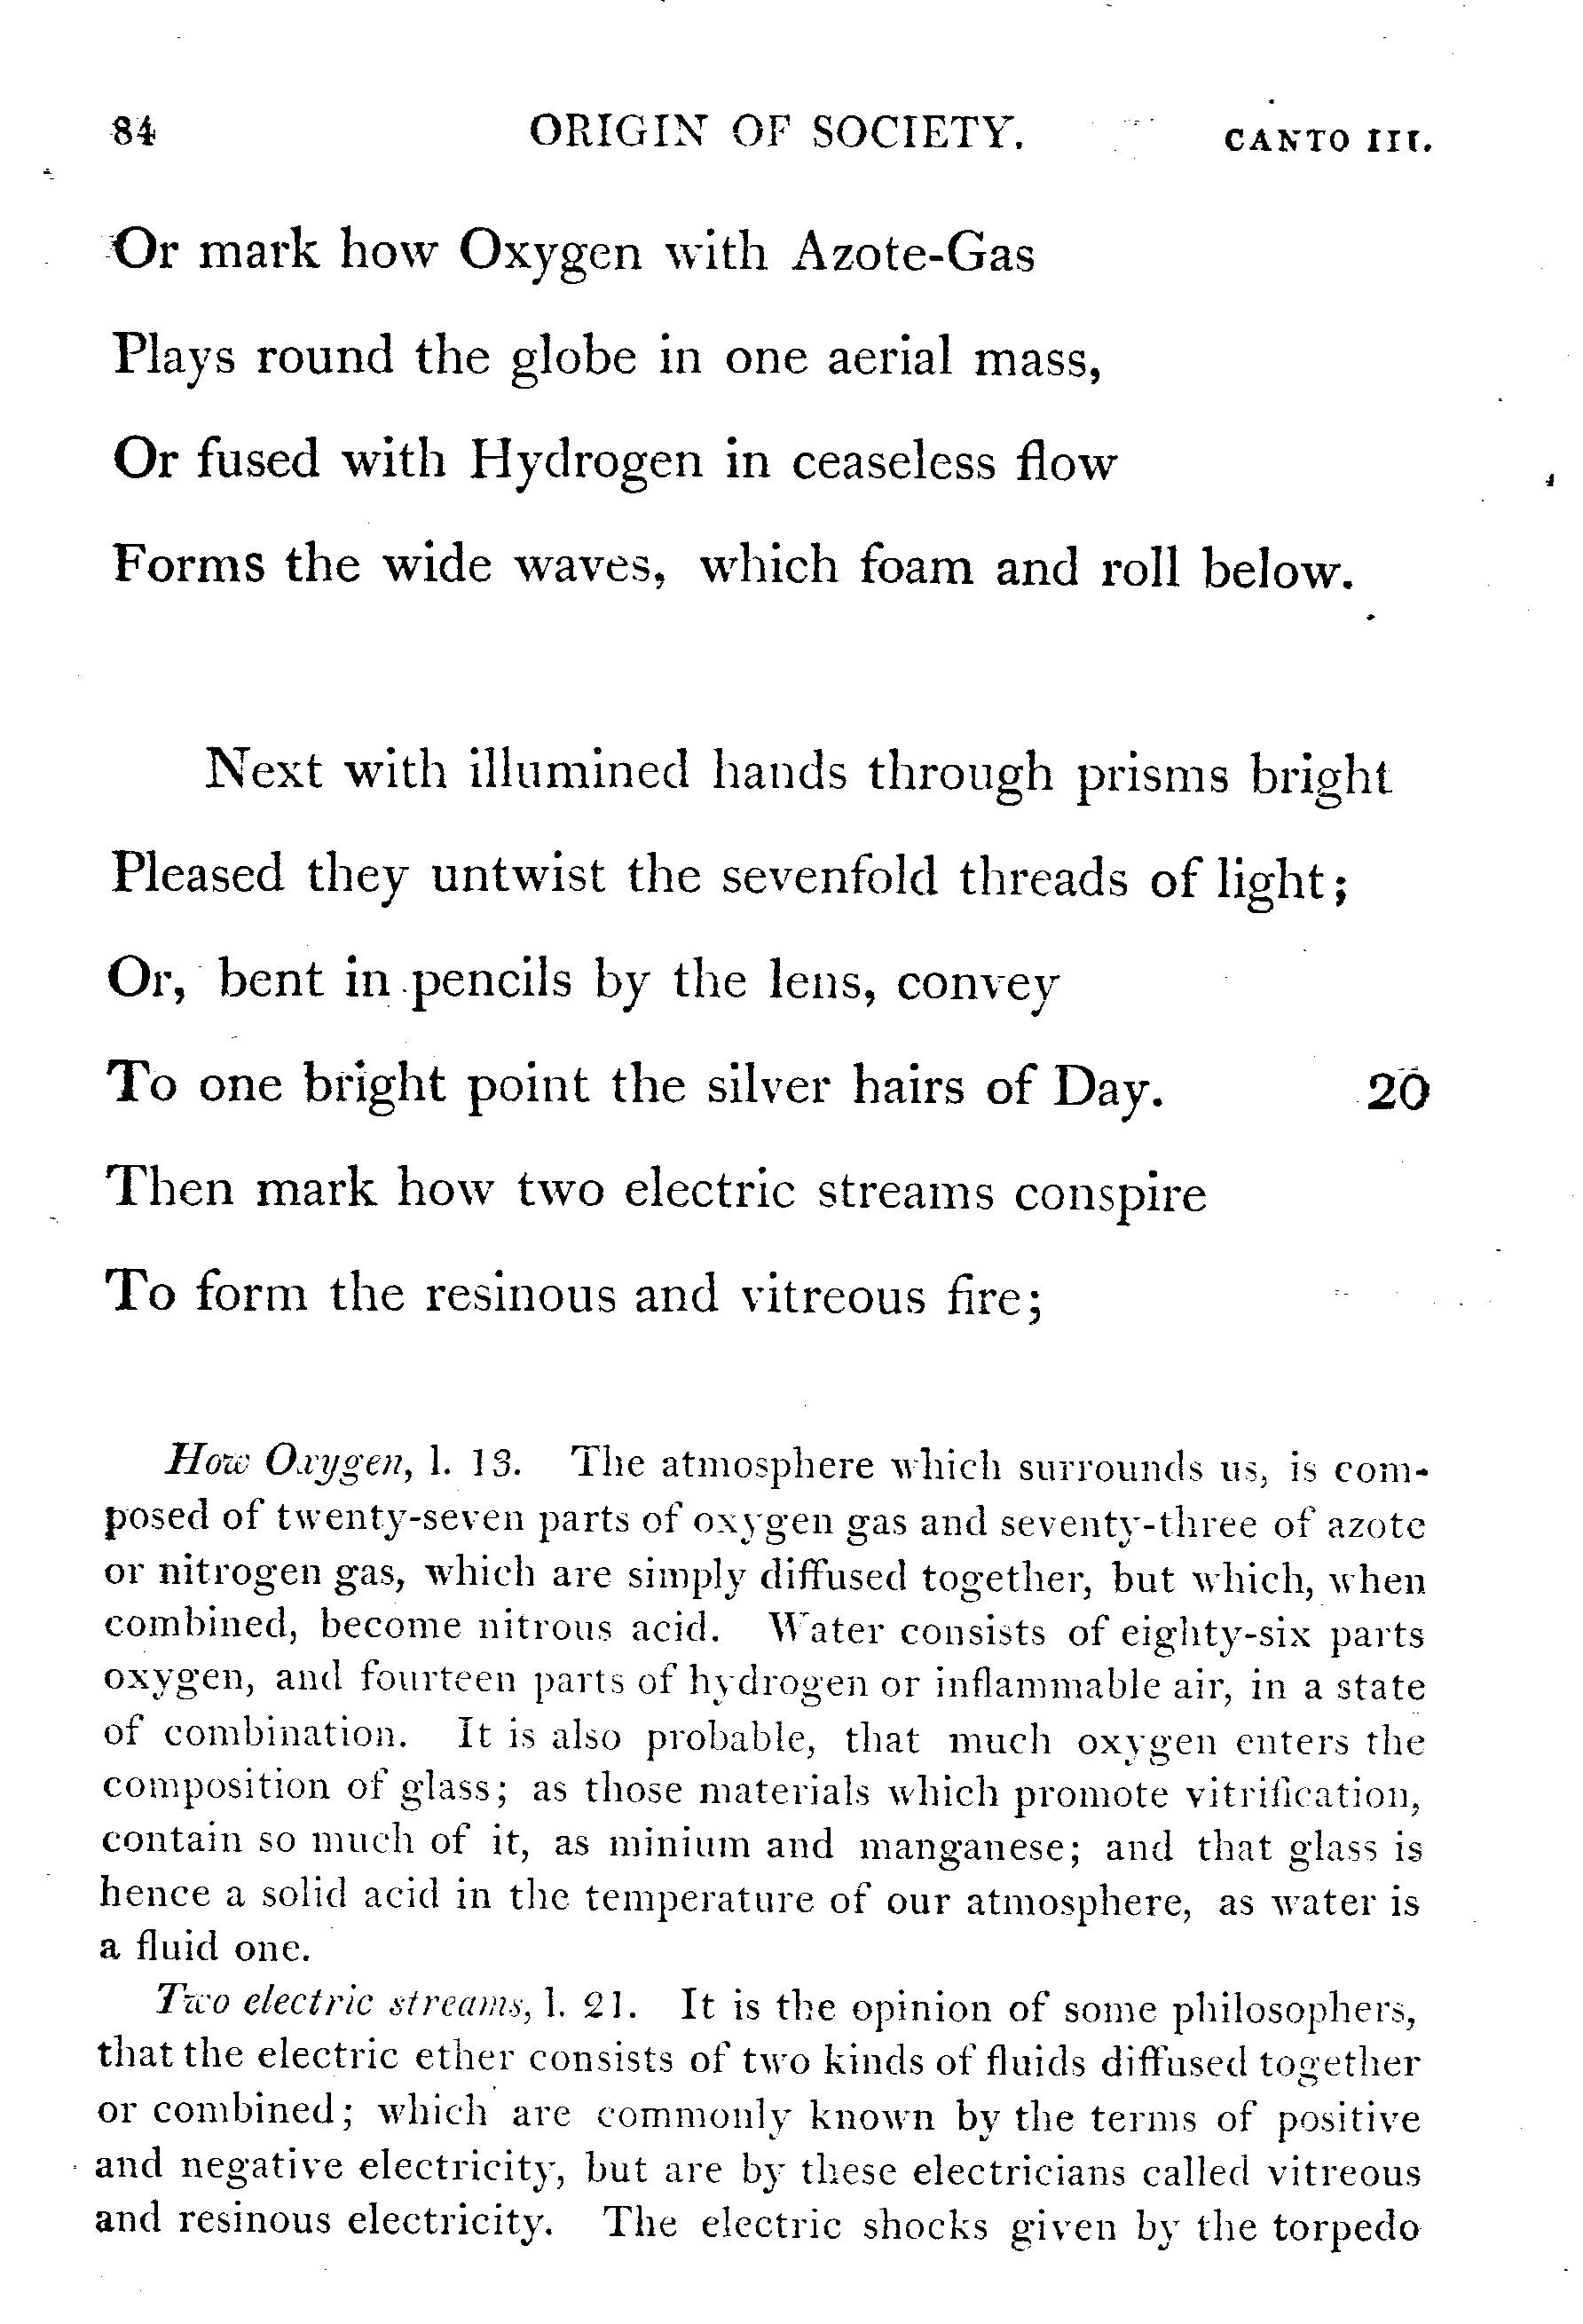 84 ORIGIN OF SOCIETY. CANTO III.
Or mark how Oxygen with Azote-Gas
Plays round the globe in one aerial mass,
Or fused with Hydrogen in ceaseless flow
Forms the wide waves, which foam and roll below.
Next with illumined hands through prisms bright
Pleased they untwist the sevenfold threads of light;
Or, bent in pencils by the lens, convey
To one bright point the silver hairs of Day. 20
Then mark how two electric streams conspire
To form the resinous and vitreous fire;
How Oxygen, l. 13. The atmosphere which surrounds us, is com-
posed of twenty-seven parts of oxygen gas and seventy-three of azote
or nitrogen gas, which are simply diffused together, but which, when
combined, become nitrous acid. Water consists of eighty-six parts
oxygen, and fourteen parts of hydrogen or inflammable air, in a state
of combination. It is also probable, that much oxygen enters the
composition of glass; as those materials which promote vitrification,
contain so much of it, as minium and manganese; and that glass is
hence a solid acid in the temperature of our atmosphere, as water is
a fluid one.
Two electric streams, l. 21. It is the opinion of some philosophers,
that the electric ether consists of two kinds of fluids diffused together
or combined; which are commonly known by the terms of positive
and negative electricity, but are by these electricians called vitreous
and resinous electricity. The electric shocks given by the torpedo